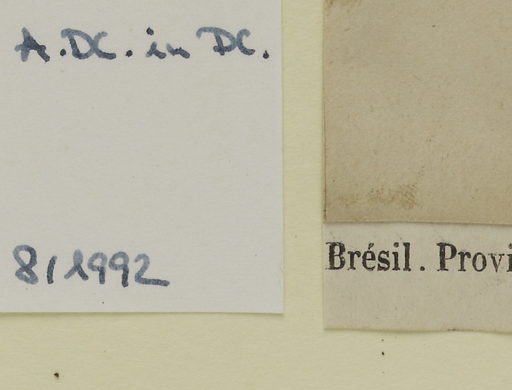 A.DC. in DC.
8/1992
Brésil. Provi